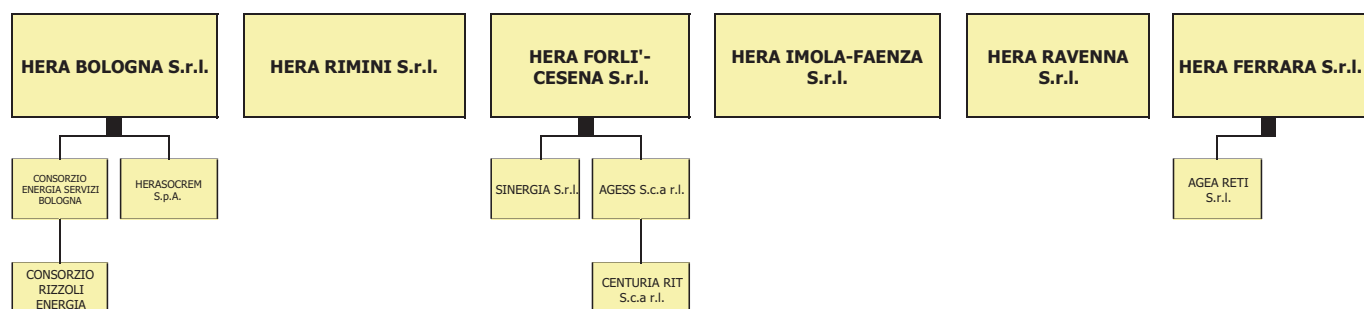 HERA BOLOGNA S.r.l.
HERA RIMINI S.r.l.
HERA FORLI'-
CESENA S.r.l.
HERA IMOLA-FAENZA
S.r.l.
HERA RAVENNA
S.r.l.
HERA FERRARA S.r.l.
CONSORZIO
ENERGIA SERVIZI
BOLOGNA
HERASOCREM
S.p.A.
SINERGIA S.r.l.
AGESS S.c.a r.l.
AGEA RETI
S.r.l.
CONSORZIO
RIZZOLI
ENERGIA
CENTURIA RIT
S.c.a r.l.